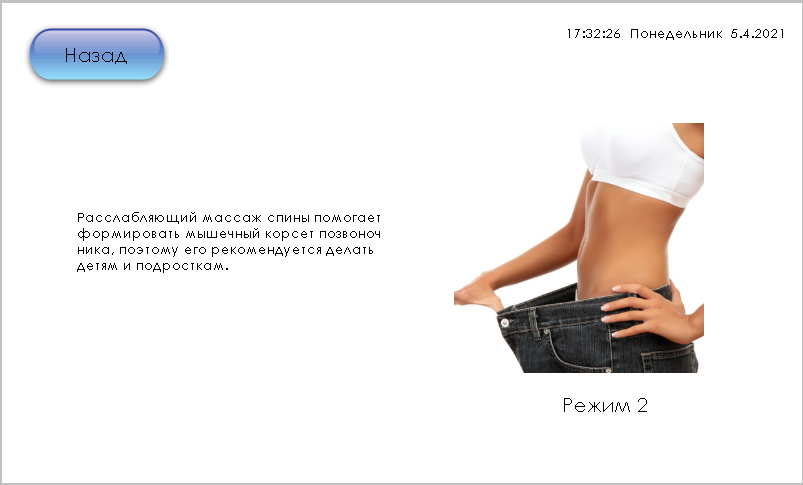 Назад
17:32:26 Понедельник 5.4.2021
Расслабляющий массаж спины помогает
формировать мышечный корсет позвоноч
ника, поэтому его рекомендуется делать
детям и подросткам.
Режим 2